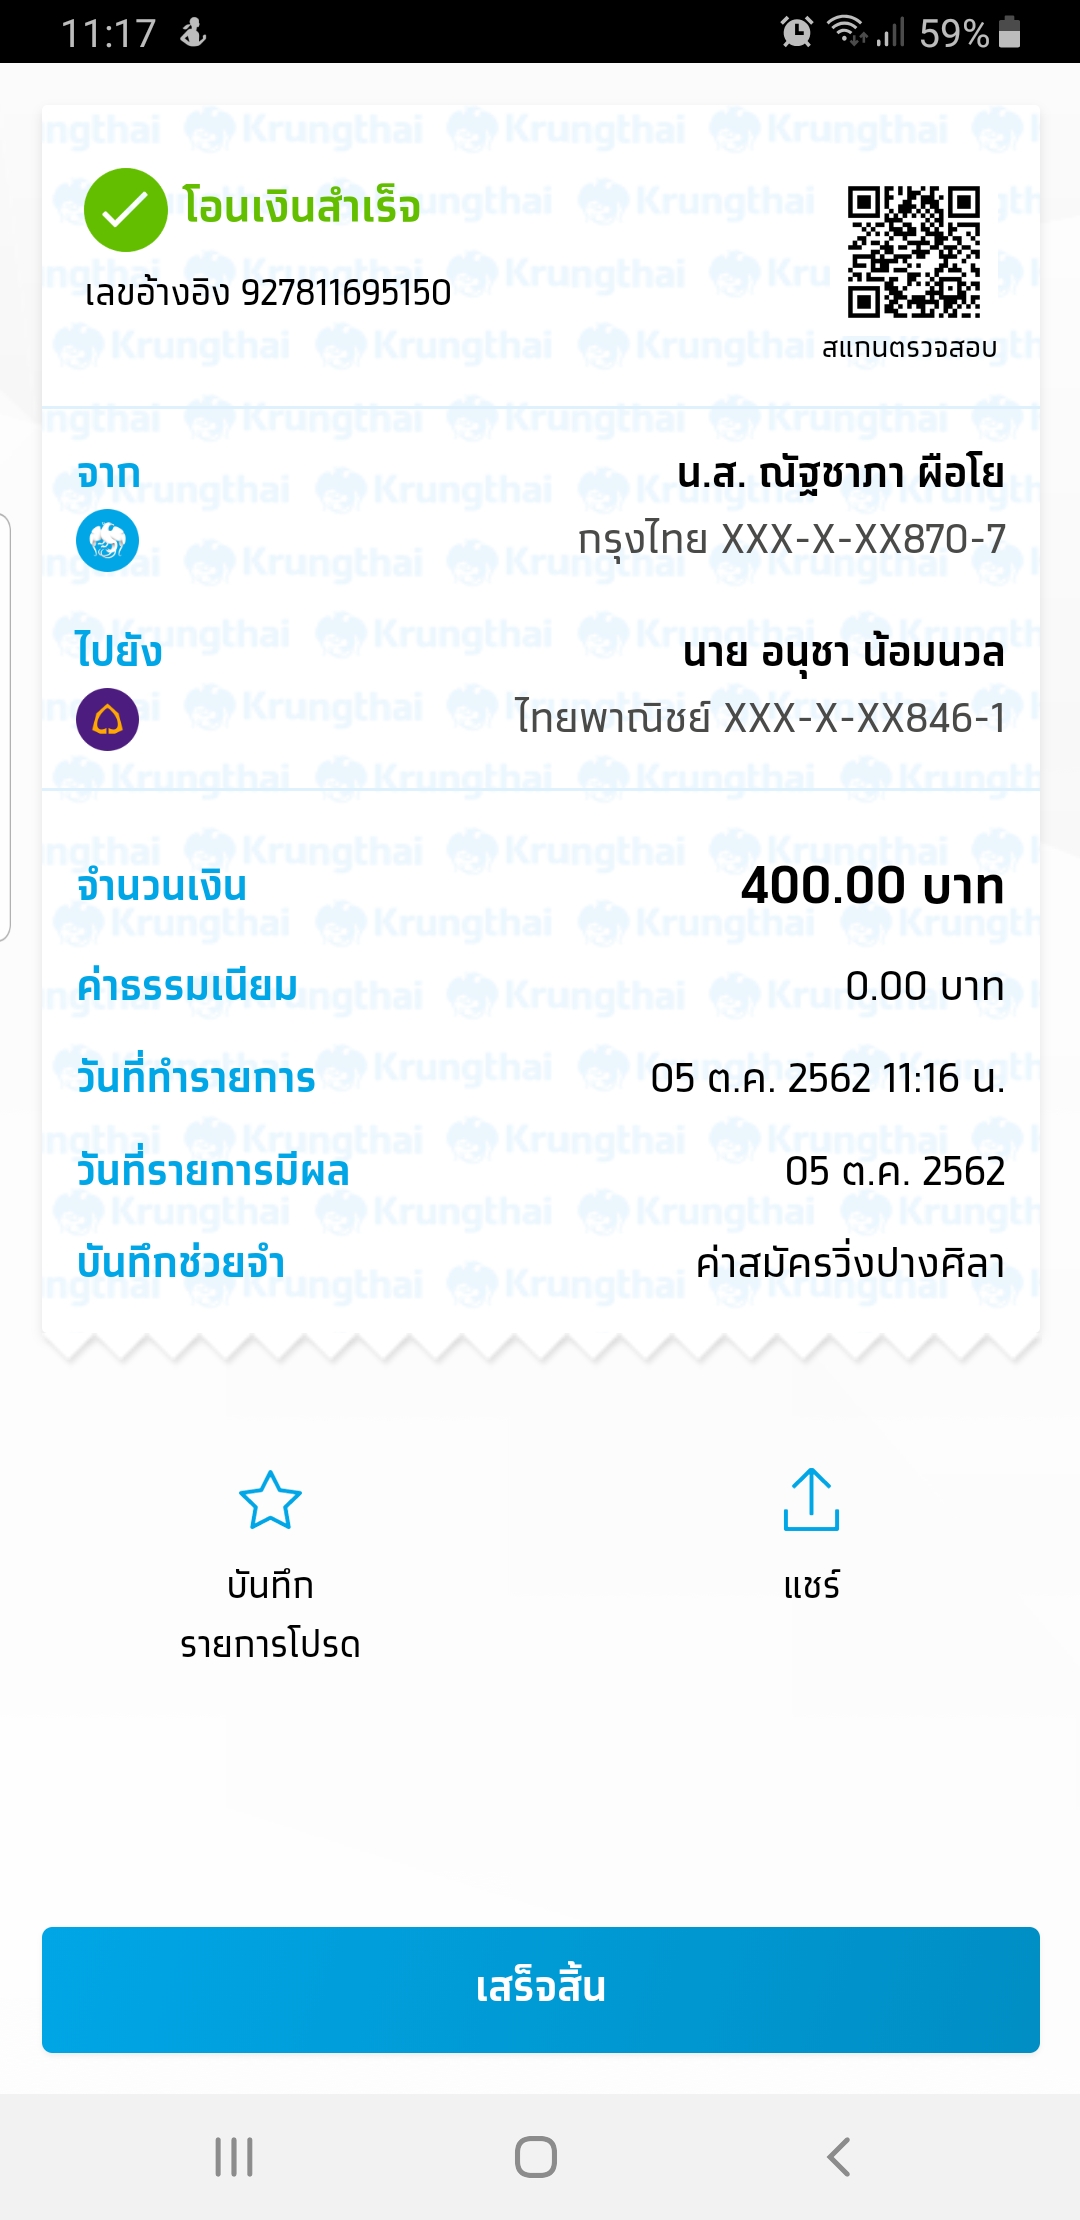 11:17 59%
โอนเงินสำเร็จ
เลขอ้างอิง 927811695150
สแกนตรวจสอบ
จาก น.ส. ณัฐชาภา ผือโย
กรุงไทย XXX-X-XX870-7
ไปยัง นาย อนุชา น้อมนวล
ไทยพาณิชย์ XXX-X-XX846-1
จำนวนเงิน 400.00 บาท
ค่าธรรมเนียม 0.00 บาท
วันที่ทำรายการ 05 ต.ค. 2562 11:16 น.
วันที่รายการมีผล 05 ต.ค. 2562
บันทึกช่วยจำ ค่าสมัครวิ่งปางศิลา
บันทึก แชร์
รายการโปรด
เสร็จสิ้น